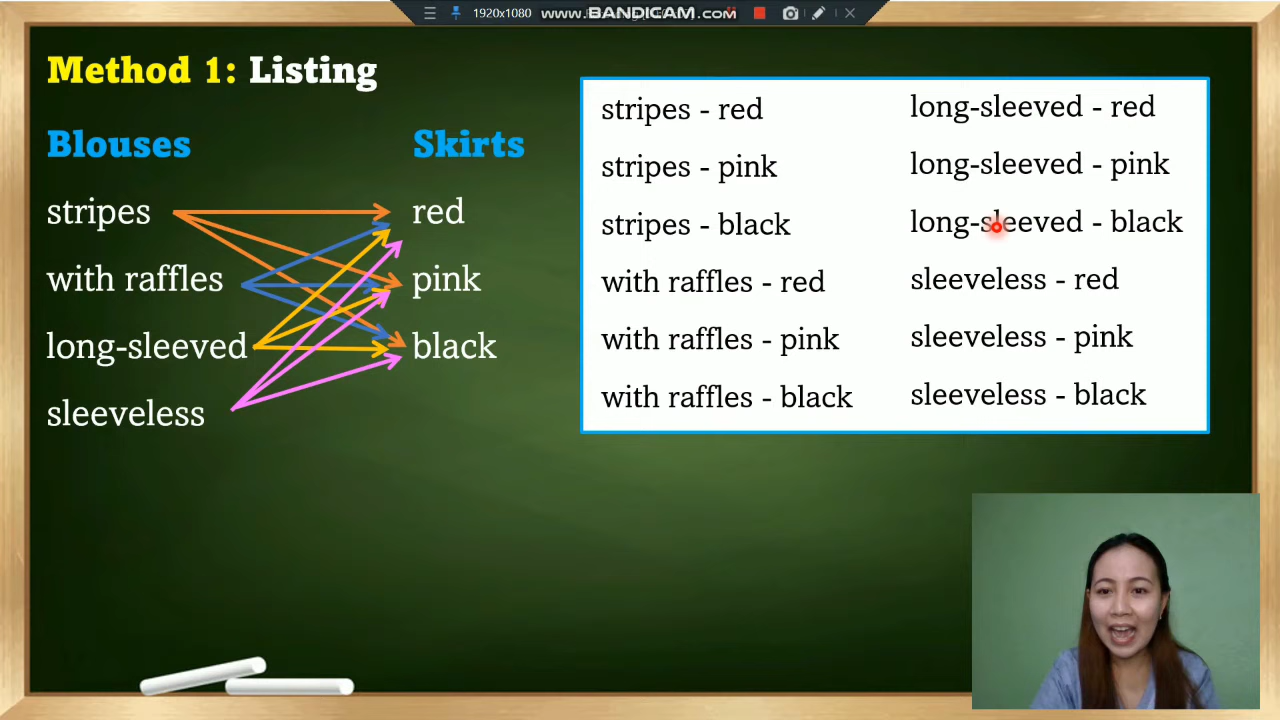 1920x1080 www.BANDICAM.com
Method 1: Listing
Blouses
Skirts
stripes
red
with raffles
pink
long-sleeved
black
sleeveless
stripes - red
stripes - pink
stripes - black
with raffles - red
with raffles - pink
with raffles - black
long-sleeved - red
long-sleeved - pink
long-sleeved - black
sleeveless - red
sleeveless - pink
sleeveless - black